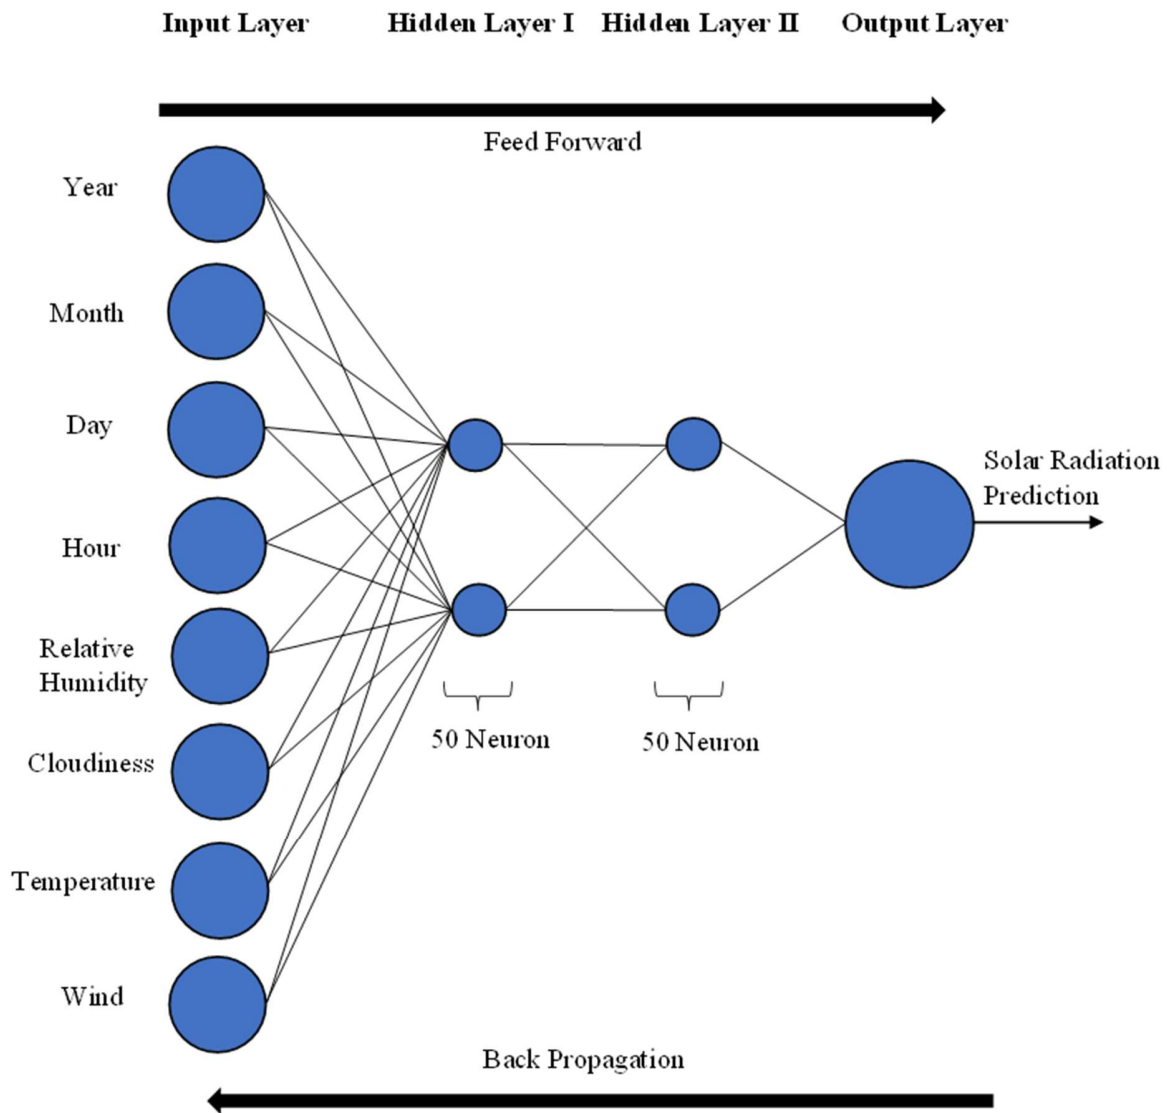 Input Layer
Hidden Layer I
Hidden Layer II
Output Layer
Feed Forward
Year
Month
Day
Hour
Relative
Humidity
Cloudiness
Temperature
Wind
50 Neuron
50 Neuron
Solar Radiation
Prediction
Back Propagation